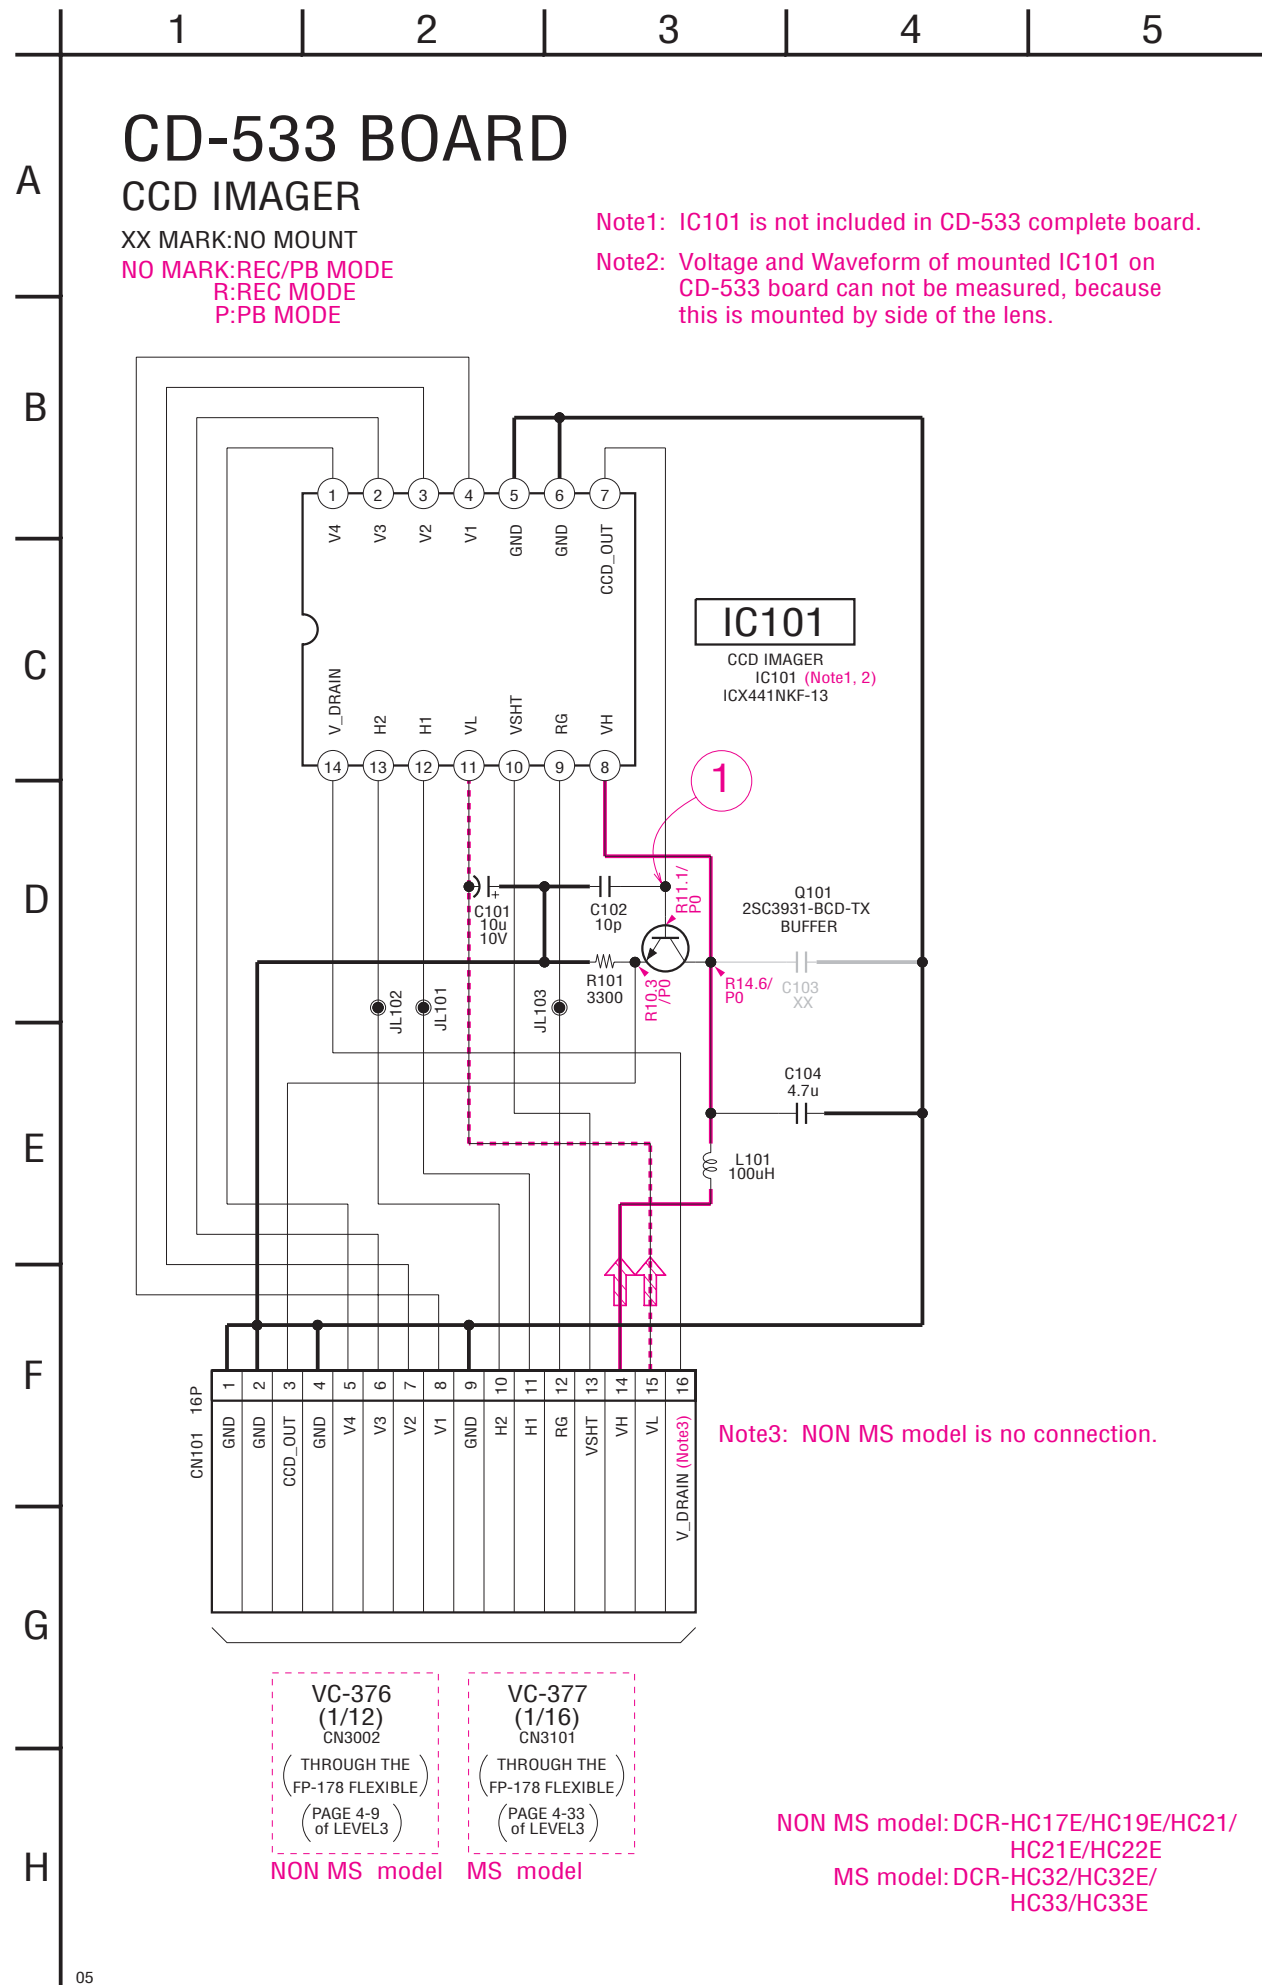 1 2 3 4 5
A
B
C
D
E
F
G
H
CD-533 BOARD
CCD IMAGER
XX MARK:NO MOUNT
NO MARK:REC/PB MODE
R:REC MODE
P:PB MODE
Note1: IC101 is not included in CD-533 complete board.
Note2: Voltage and Waveform of mounted IC101 on
CD-533 board can not be measured, because
this is mounted by side of the lens.
1 2 3 4 5 6 7
V4 V3 V2 V1 GND GND CCD_OUT
IC101
CCD IMAGER
IC101 (Note1, 2)
ICX441NKF-13
V_DRAIN H2 H1 VL VSHT RG VH
14 13 12 11 10 9 8
1
C101
10u
10V
+
C102
10p
R11.1/
P0
Q101
2SC3931-BCD-TX
BUFFER
R101
3300
R10.3
/P0
R14.6/
P0
C103
XX
JL102
JL101
JL103
C104
4.7u
L101
100uH
CN101 16P
1 2 3 4 5 6 7 8 9 10 11 12 13 14 15 16
GND GND CCD_OUT GND V4 V3 V2 V1 GND H2 H1 RG VSHT VH VL V_DRAIN (Note3)
Note3: NON MS model is no connection.
VC-376
(1/12)
CN3002
(THROUGH THE
FP-178 FLEXIBLE)
(PAGE 4-9
of LEVEL3)
NON MS model
VC-377
(1/16)
CN3101
(THROUGH THE
FP-178 FLEXIBLE)
(PAGE 4-33
of LEVEL3)
MS model
NON MS model: DCR-HC17E/HC19E/HC21/
HC21E/HC22E
MS model: DCR-HC32/HC32E/
HC33/HC33E
05